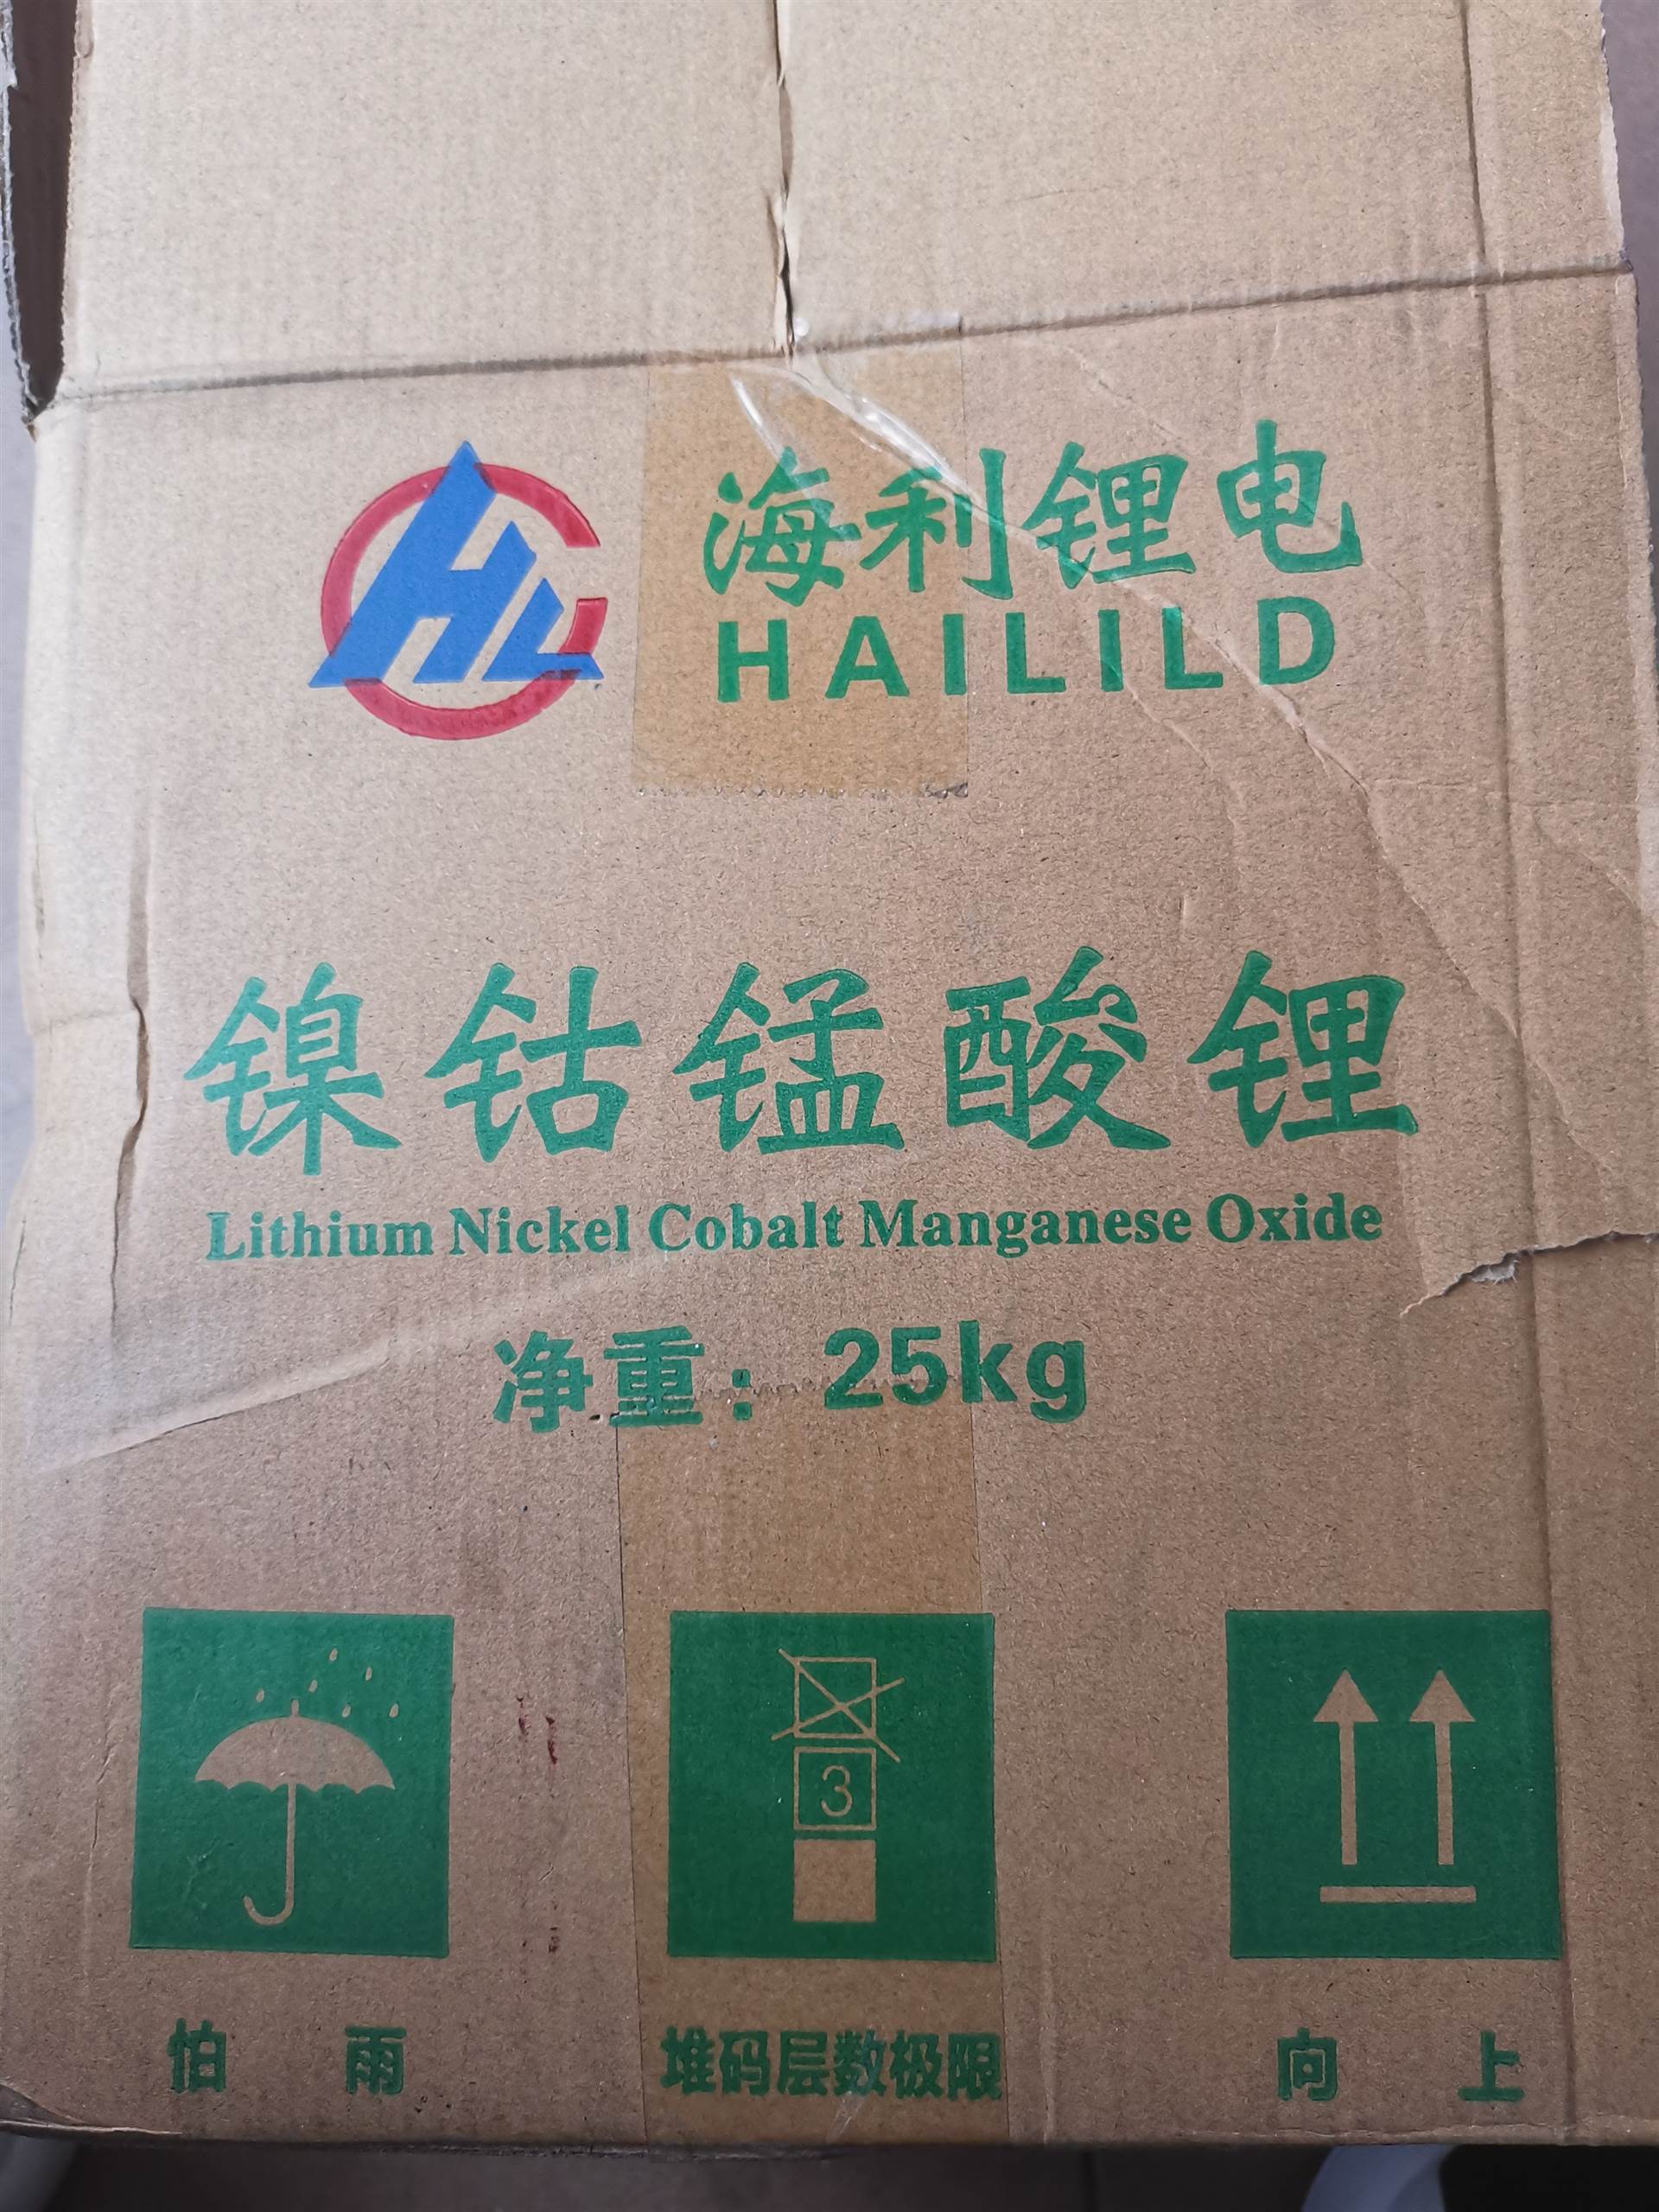 HL
海利锂电
HAILILD
镍钴锰酸锂
Lithium Nickel Cobalt Manganese Oxide
净重：25kg
3
怕雨 堆码层数极限 向上